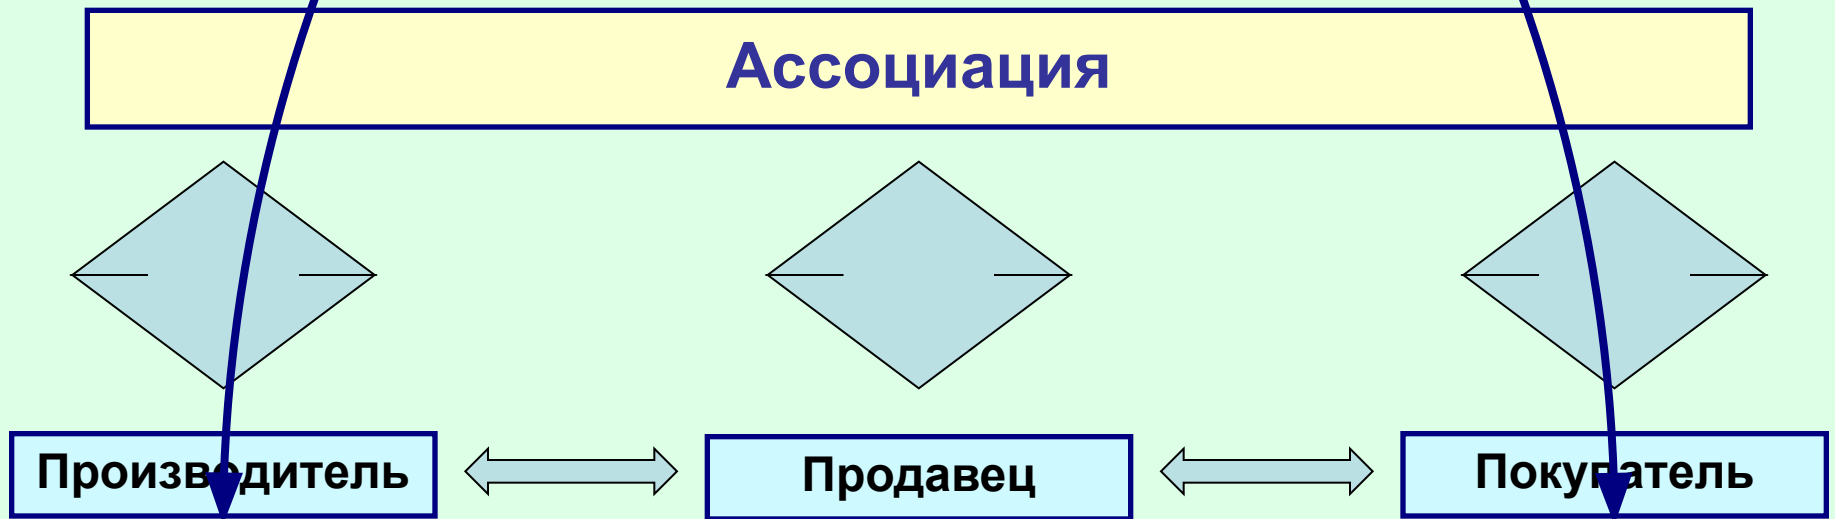 Ассоциация
Производитель
Продавец
Покупатель